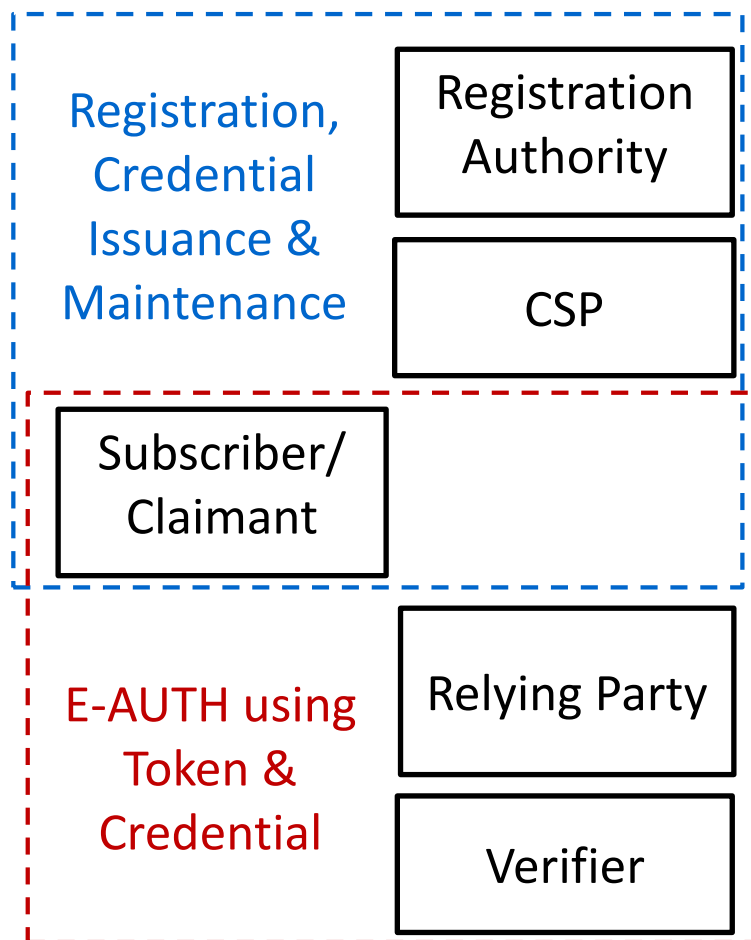 Registration,
Credential
Issuance &
Maintenance
Registration
Authority
CSP
Subscriber/
Claimant
E-AUTH using
Token &
Credential
Relying Party
Verifier